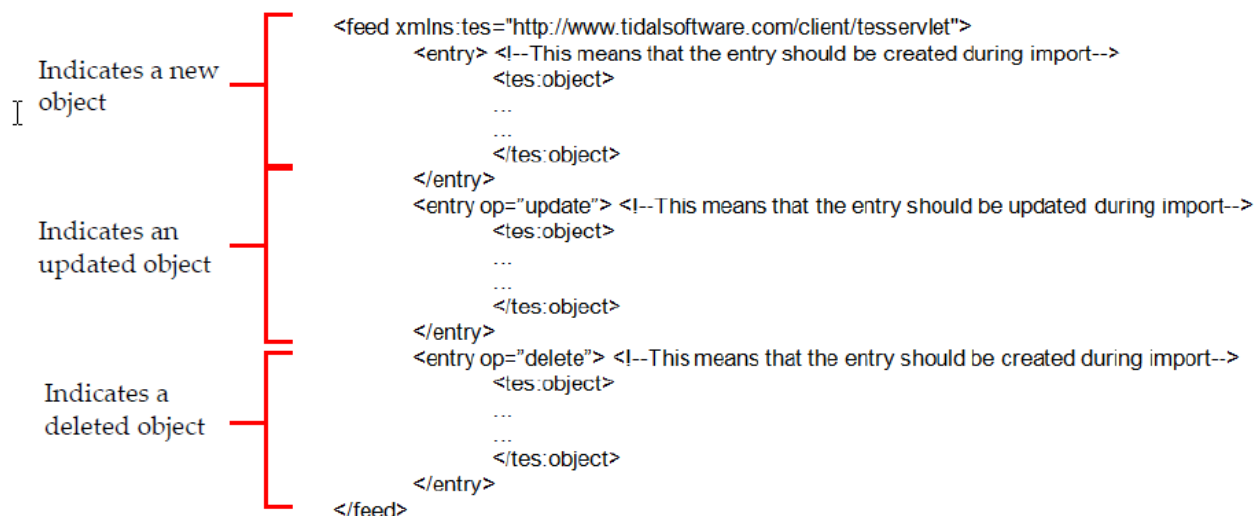 <feed xmlns:tes="http://www.tidalsoftware.com/client/tesservlet">
<entry> <!--This means that the entry should be created during import-->
Indicates a new
object
<tes:object>
...
...
</tes:object>
</entry>
<entry op="update"> <!--This means that the entry should be updated during import-->
Indicates an
updated object
<tes:object>
...
...
</tes:object>
</entry>
<entry op="delete"> <!--This means that the entry should be created during import-->
Indicates a
deleted object
<tes:object>
...
...
</tes:object>
</entry>
</feed>